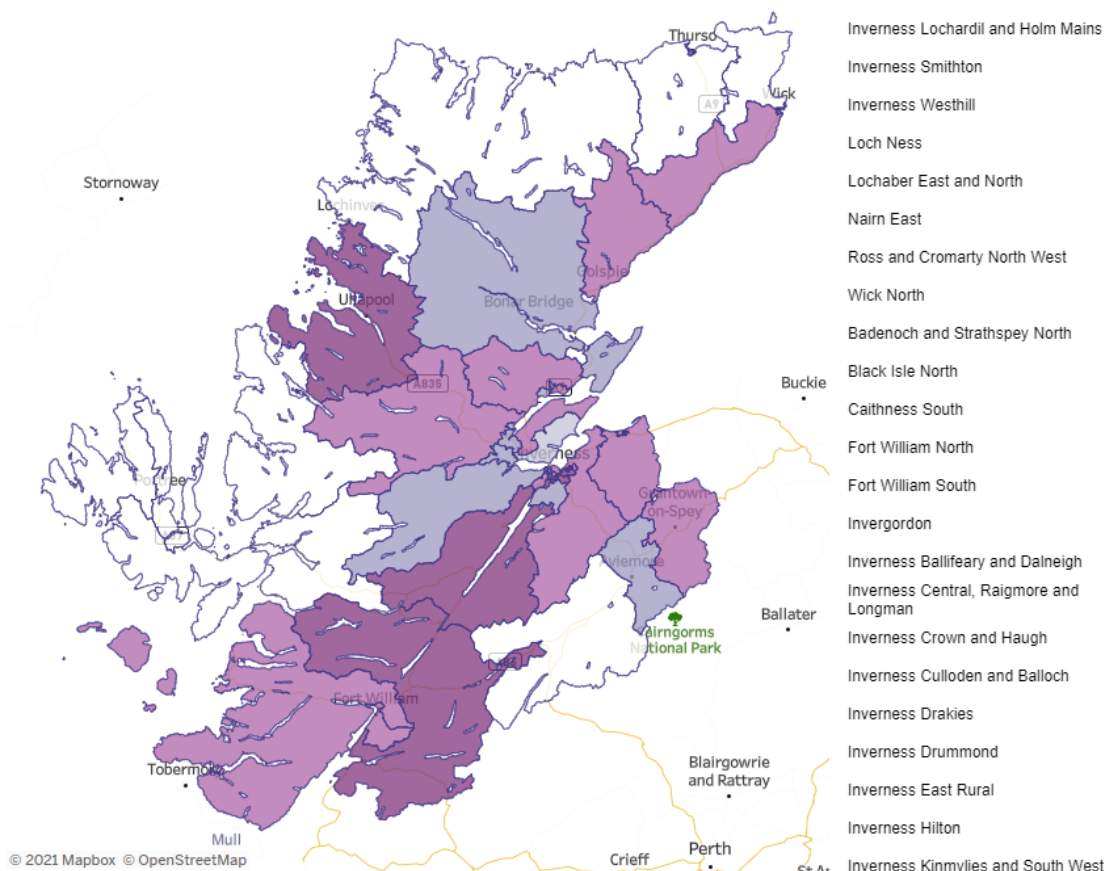 Thurso
Wick
A9
Stornoway
Lochinver
Golspie
Ullapool
Bonar Bridge
A835
Buckie
Inverness
Portree
Grantown-
on-Spey
Aviemore
Ballater
Cairngorms
National Park
Fort William
Tobermory
Blairgowrie
and Rattray
Mull
Crieff
Perth
© 2021 Mapbox © OpenStreetMap
Inverness Lochardil and Holm Mains
Inverness Smithton
Inverness Westhill
Loch Ness
Lochaber East and North
Nairn East
Ross and Cromarty North West
Wick North
Badenoch and Strathspey North
Black Isle North
Caithness South
Fort William North
Fort William South
Invergordon
Inverness Ballifeary and Dalneigh
Inverness Central, Raigmore and
Longman
Inverness Crown and Haugh
Inverness Culloden and Balloch
Inverness Drakies
Inverness Drummond
Inverness East Rural
Inverness Hilton
Inverness Kinmylies and South West